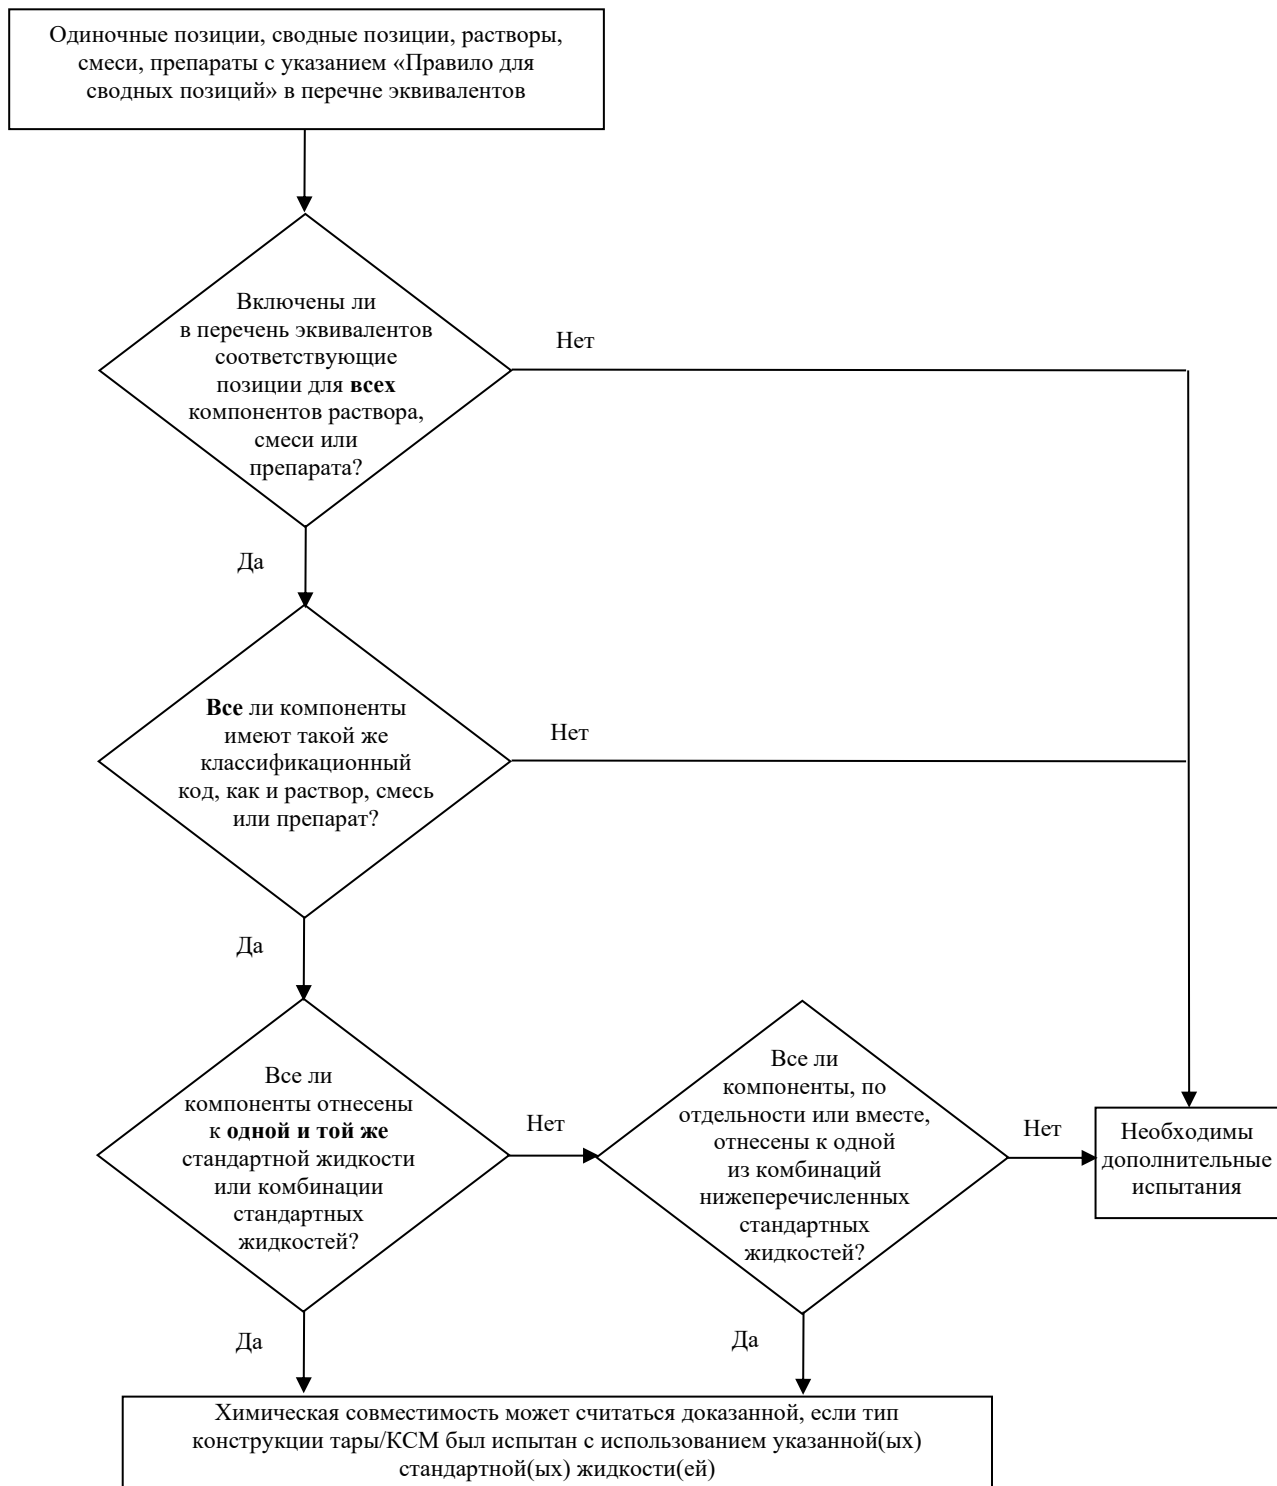 Одиночные позиции, сводные позиции, растворы,
смеси, препараты с указанием «Правило для
сводных позиций» в перечне эквивалентов
Включены ли
в перечень эквивалентов
соответствующие
позиции для всех
компонентов раствора,
смеси или
препарата?
Нет
Да
Все ли компоненты
имеют такой же
классификационный
код, как и раствор, смесь
или препарат?
Нет
Да
Все ли
компоненты отнесены
к одной и той же
стандартной жидкости
или комбинации
стандартных
жидкостей?
Нет
Все ли
компоненты, по
отдельности или вместе,
отнесены к одной
из комбинаций
нижеперечисленных
стандартных
жидкостей?
Нет
Необходимы
дополнительные
испытания
Да
Да
Химическая совместимость может считаться доказанной, если тип
конструкции тары/КСМ был испытан с использованием указанной(ых)
стандартной(ых) жидкости(ей)